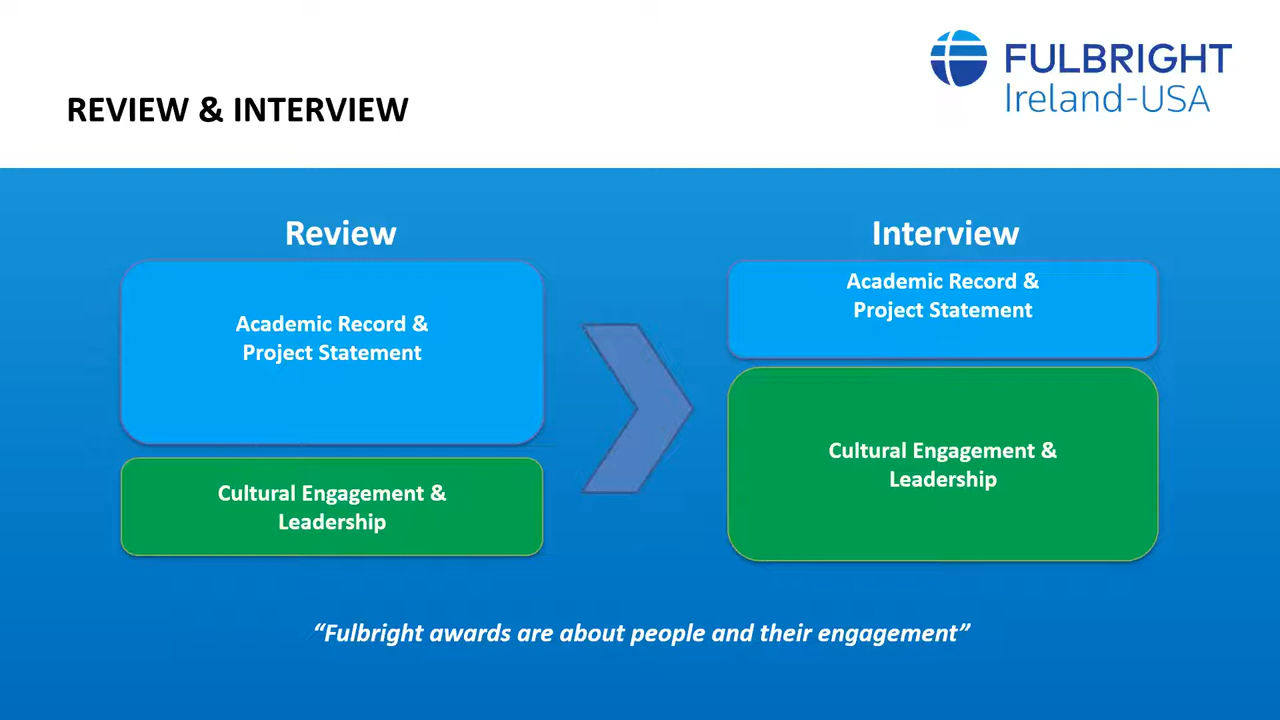 FULBRIGHT
Ireland-USA
REVIEW & INTERVIEW
Review
Academic Record &
Project Statement
Cultural Engagement &
Leadership
Interview
Academic Record &
Project Statement
Cultural Engagement &
Leadership
“Fulbright awards are about people and their engagement”